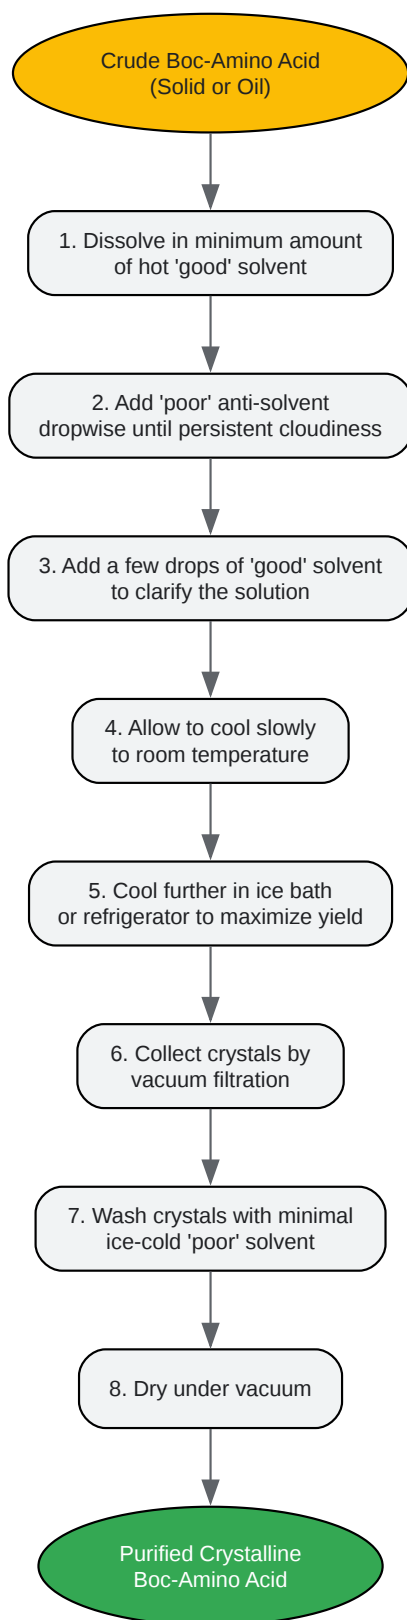 Crude Boc-Amino Acid
(Solid or Oil)
1. Dissolve in minimum amount
of hot 'good' solvent
2. Add 'poor' anti-solvent
dropwise until persistent cloudiness
3. Add a few drops of 'good' solvent
to clarify the solution
4. Allow to cool slowly
to room temperature
5. Cool further in ice bath
or refrigerator to maximize yield
6. Collect crystals by
vacuum filtration
7. Wash crystals with minimal
ice-cold 'poor' solvent
8. Dry under vacuum
Purified Crystalline
Boc-Amino Acid